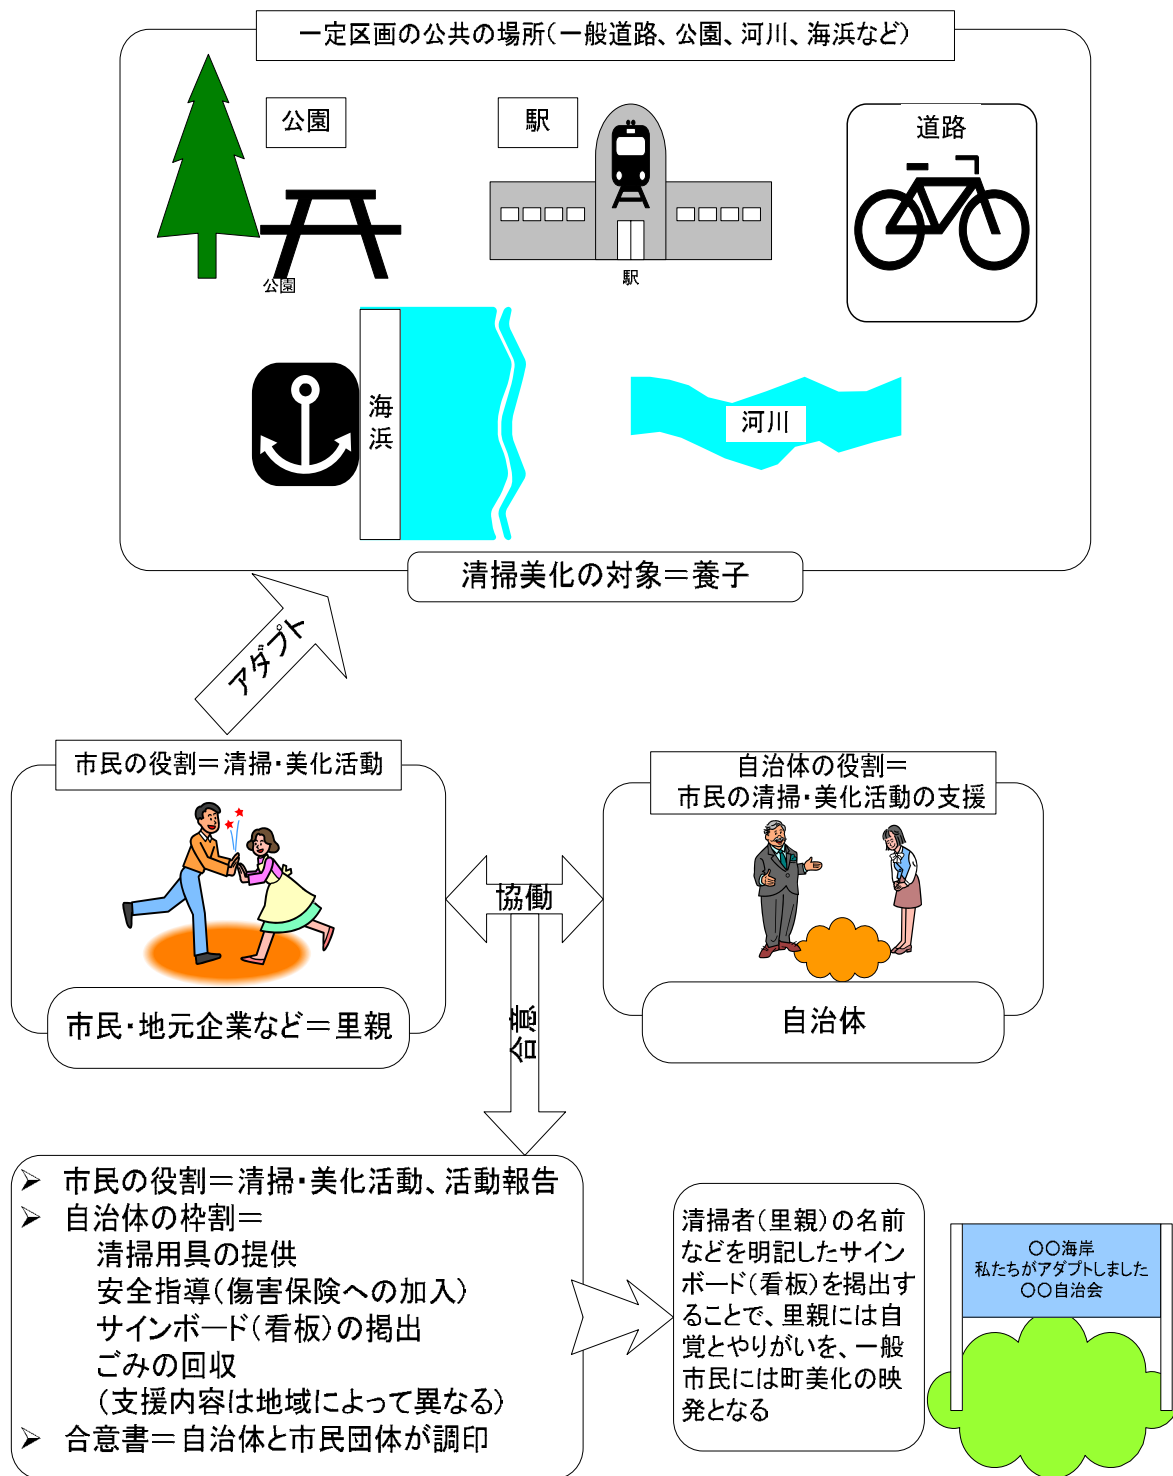 一定区画の公共の場所(一般道路、公園、河川、海浜など)
公園
駅
道路
公園
駅
海浜
河川
清掃美化の対象＝養子
アダプト
市民の役割＝清掃・美化活動
自治体の役割＝
市民の清掃・美化活動の支援
協働
市民・地元企業など＝里親
自治体
合意
➢ 市民の役割＝清掃・美化活動、活動報告
➢ 自治体の枠割＝
清掃用具の提供
安全指導(傷害保険への加入)
サインボード(看板)の掲出
ごみの回収
(支援内容は地域によって異なる)
➢ 合意書＝自治体と市民団体が調印
清掃者(里親)の名前
などを明記したサイン
ボード(看板)を掲出す
ることで、里親には自
覚とやりがいを、一般
市民には町美化の映
発となる
〇〇海岸
私たちがアダプトしました
〇〇自治会